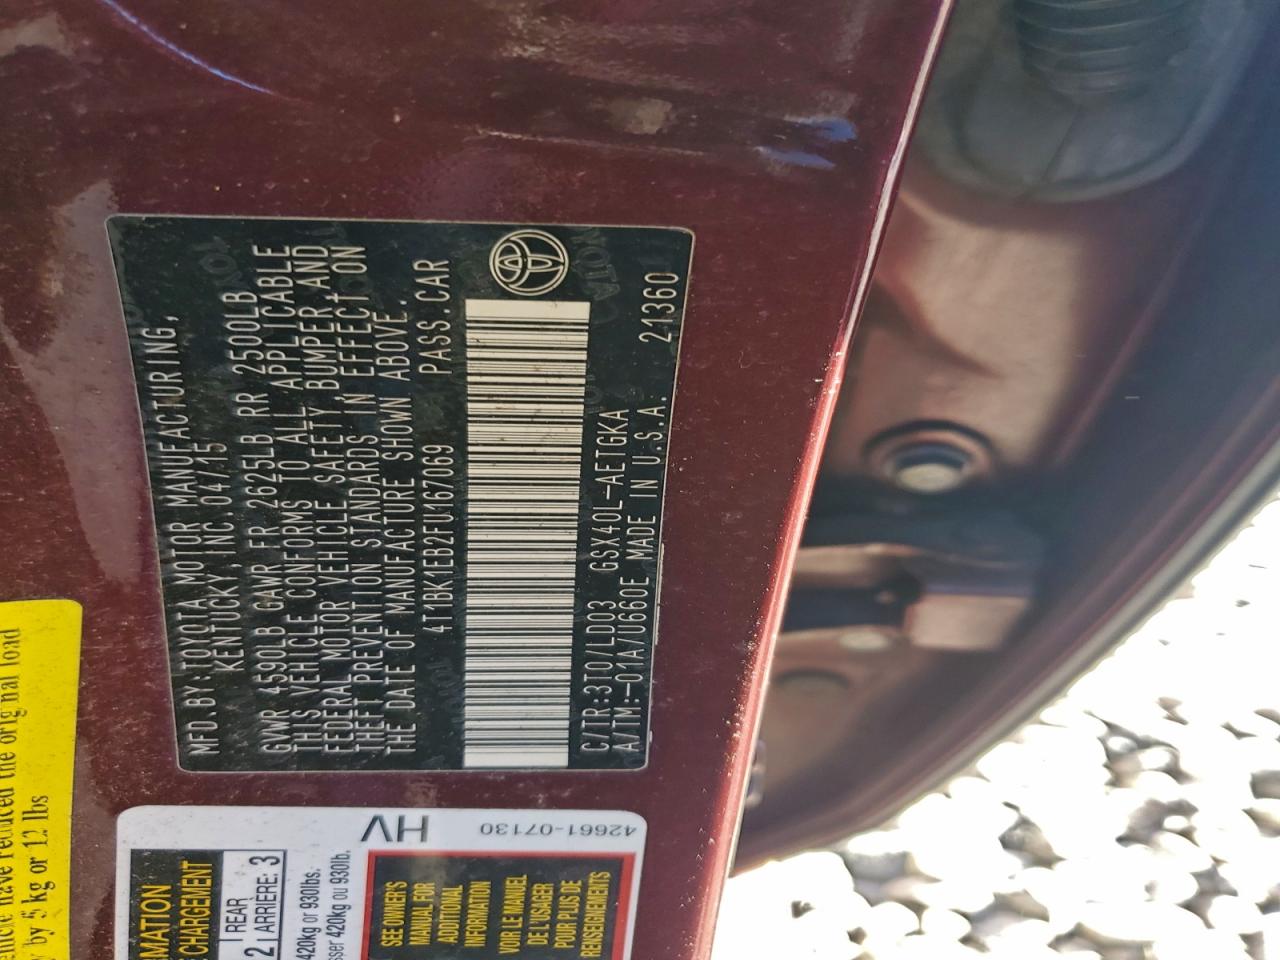 MFD.BY:TOYOTA MOTOR MANUFACTURING,
KENTUCKY,INC.04/15
GVWR 4590LB GAWR FR 2625LB RR 2500LB
THIS VEHICLE CONFORMS TO ALL APPLICABLE
FEDERAL MOTOR VEHICLE SAFETY,BUMPER,AND
THEFT PREVENTION STANDARDS IN EFFECT ON
THE DATE OF MANUFACTURE SHOWN ABOVE.
4T1BK1EB2FU167069 PASS.CAR
C/TR:3T0/LD03 GSX40L-AETGKA
A/TM:-01A/U660E MADE IN U.S.A. 21360
have reduced the original load
by 5 kg or 12 lbs
HV 42661-07130
MATION
CHARGEMENT
2 REAR
ARRIERE: 3
420kg or 930lbs.
sser 420kg ou 930lb.
SEE OWNER'S
MANUAL FOR
ADDITIONAL
INFORMATION
VOIR LE MANUEL
DE L'USAGER
POUR PLUS DE
RENSEIGNEMENTS